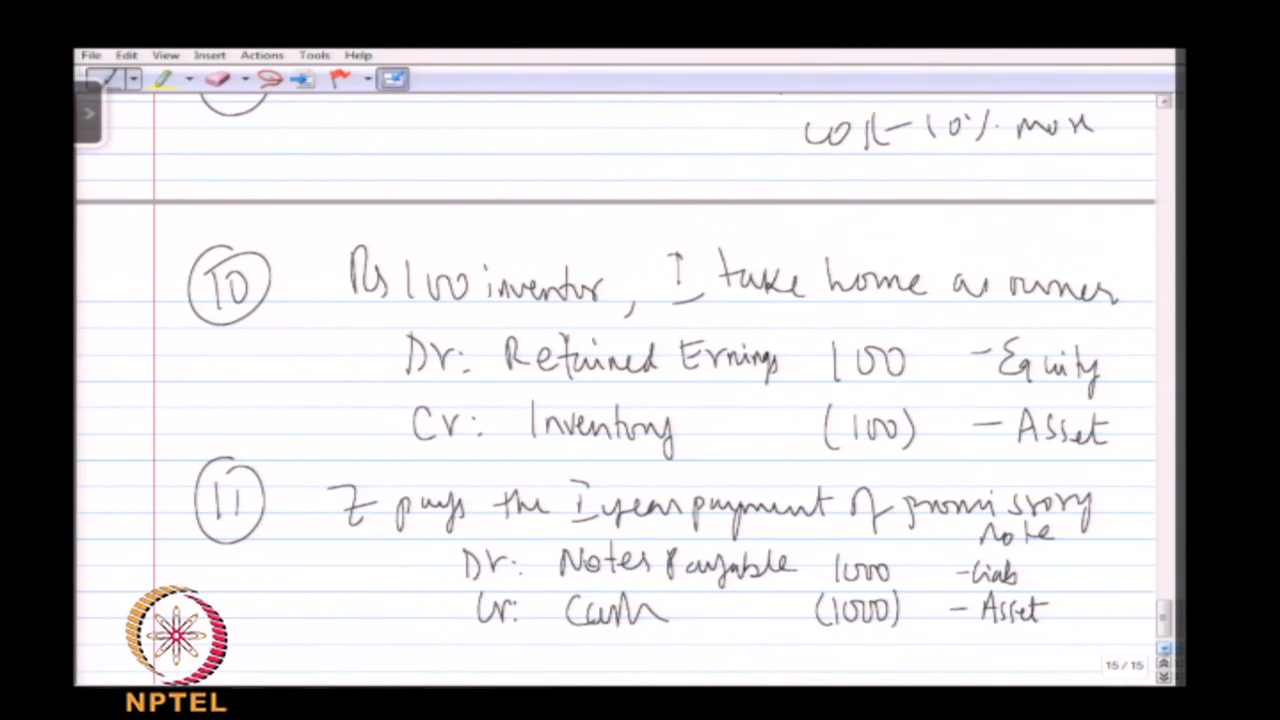 File Edit View Insert Actions Tools Help
cost - 10% more
10 Rs 100 inventor, I take home as owner
Dr: Retained Ernings 100 - Equity
Cr: Inventory (100) - Asset
11 Z pays the I year payment of promissory
note
Dr: Notes Payable 1000 - Liab
Cr: Cash (1000) - Asset
15 / 15
NPTEL